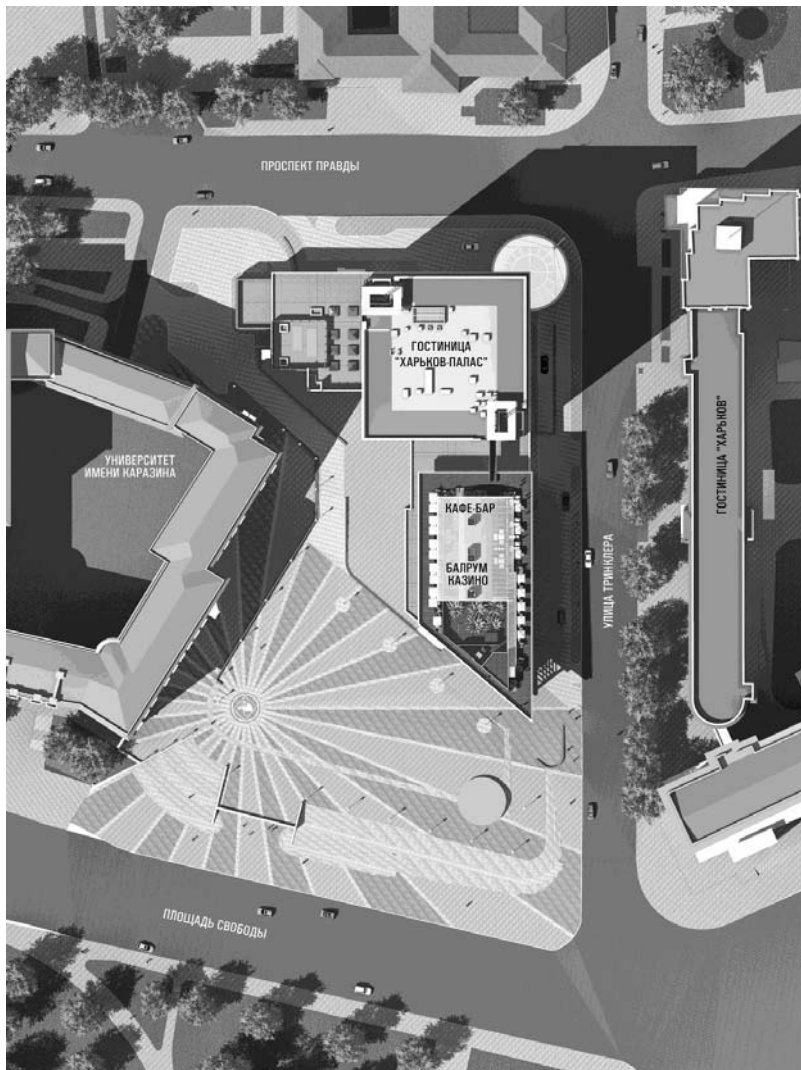 ПРОСПЕКТ ПРАВДЫ
ГОСТИНИЦА
"ХАРЬКОВ-ПАЛАС"
УНИВЕРСИТЕТ
ИМЕНИ КАРАЗИНА
КАФЕ-БАР
БАЛРУМ
КАЗИНО
УЛИЦА ТРИНКЛЕРА
ГОСТИНИЦА "ХАРЬКОВ"
ПЛОЩАДЬ СВОБОДЫ